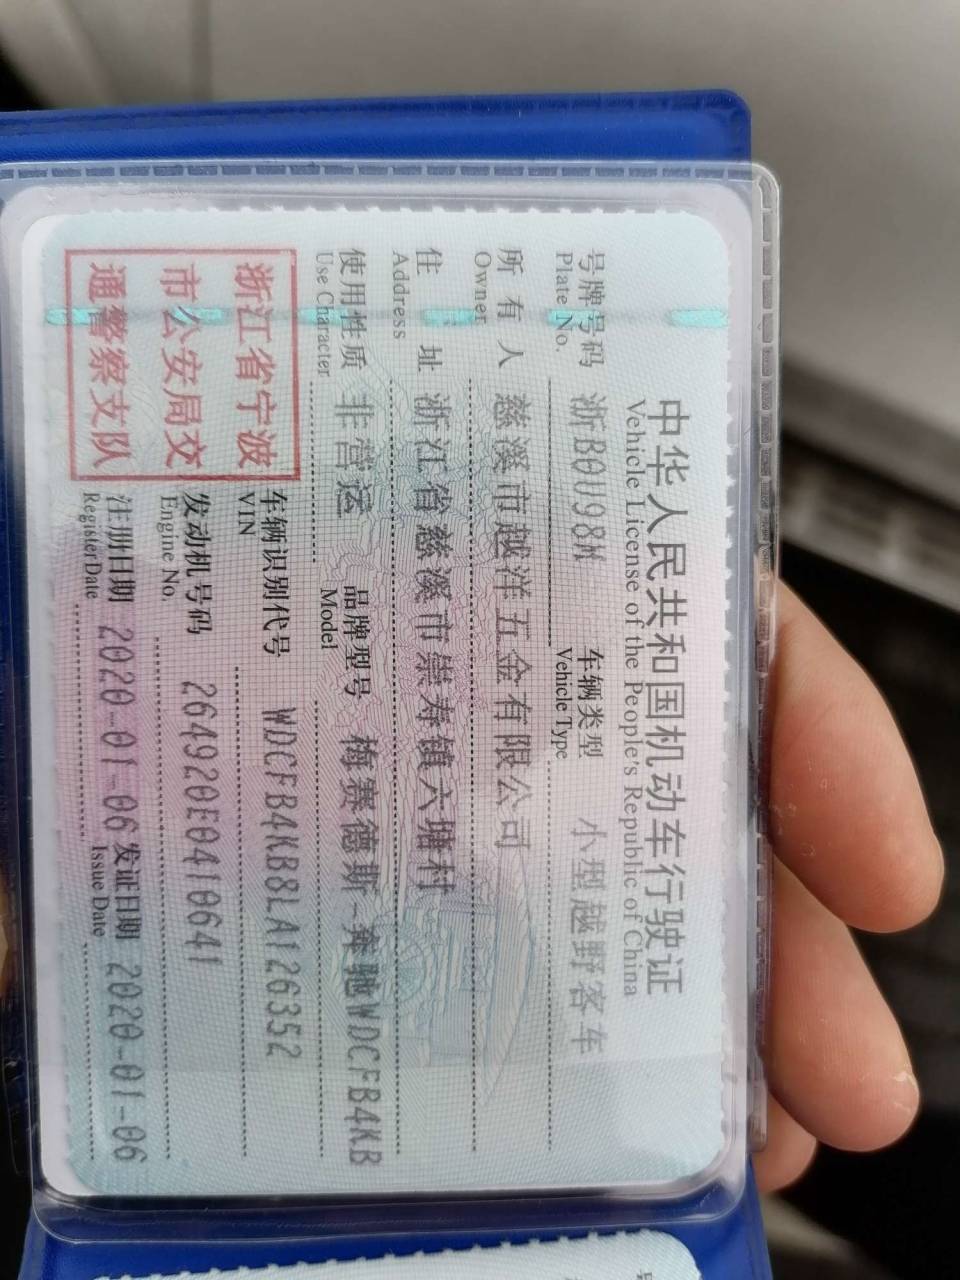 中华人民共和国机动车行驶证
Vehicle License of the People's Republic of China
号牌号码 浙B0U98M 车辆类型 小型越野客车
Plate No. Vehicle Type
所有人 慈溪市越洋五金有限公司
Owner
住址 浙江省慈溪市崇寿镇六塘村
Address
使用性质 非营运 品牌型号 梅赛德斯-奔驰WDCFB4KB
Use Character Model
浙江省宁波
市公安局交
通警察支队
车辆识别代号 WDCFB4KB8LA126352
VIN
发动机号码 264920E0410641
Engine No.
注册日期 2020-01-06 发证日期 2020-01-06
Register Date Issue Date